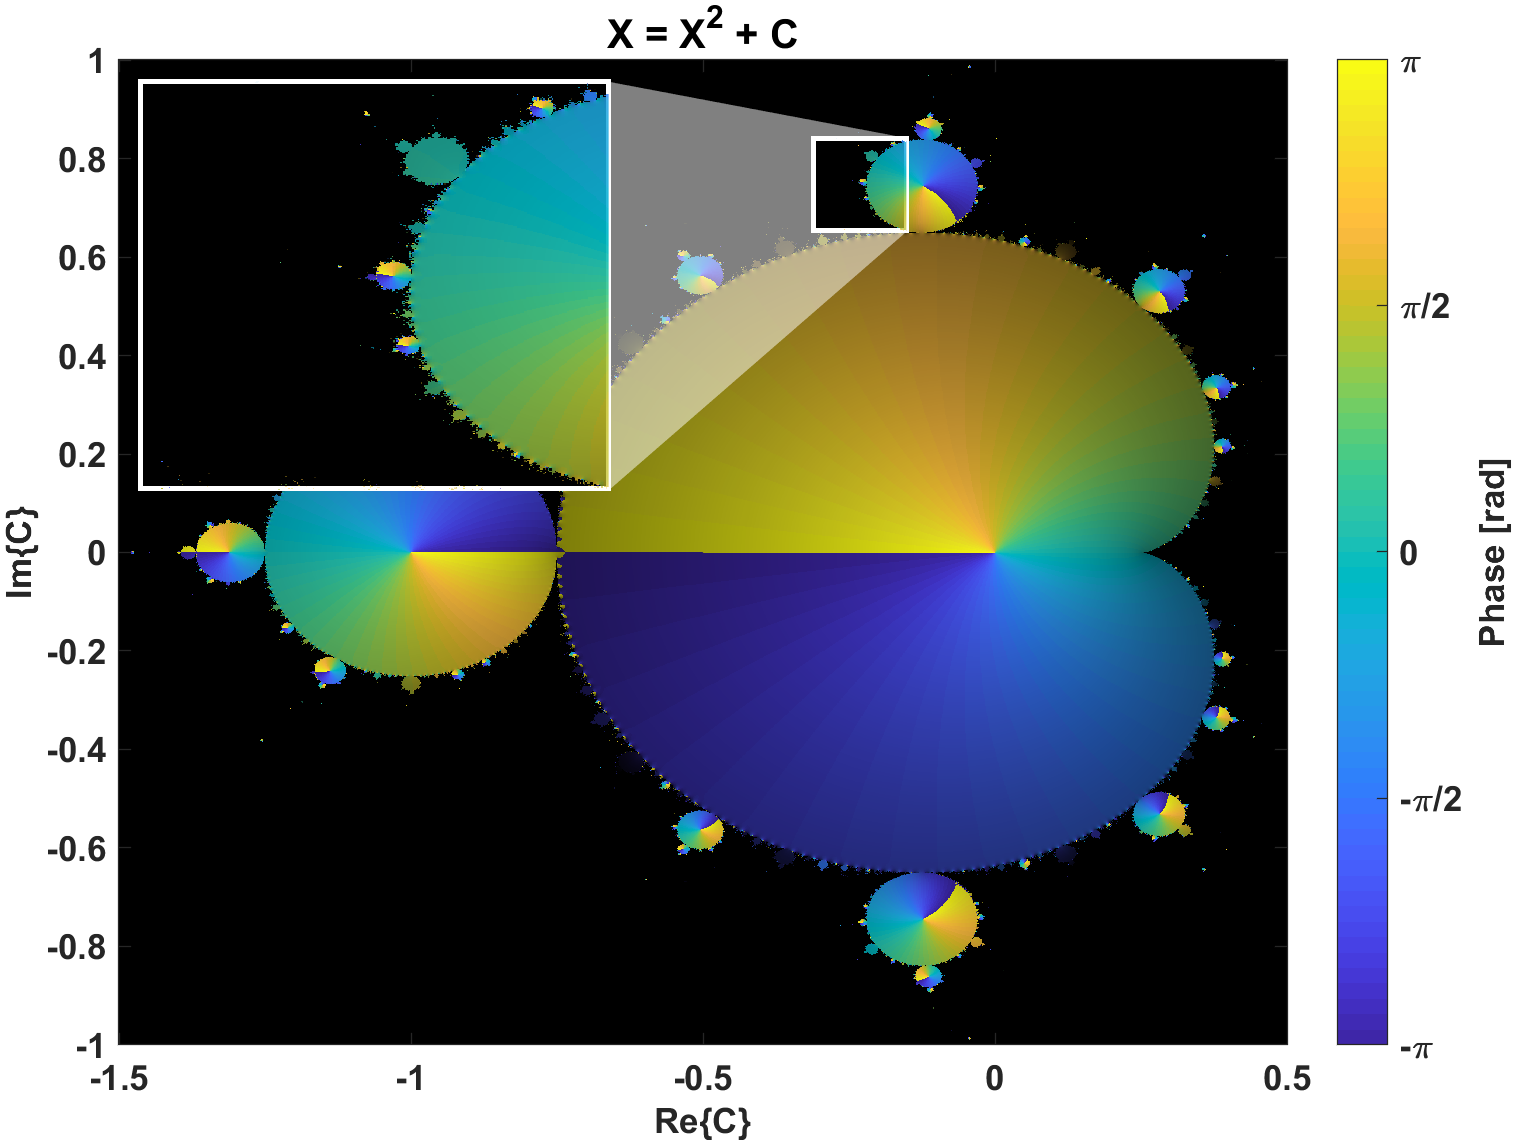 X = X² + C
1
0.8
0.6
0.4
0.2
0
-0.2
-0.4
-0.6
-0.8
-1
Im{C}
-1.5
-1
-0.5
0
0.5
Re{C}
π
π/2
0
-π/2
-π
Phase [rad]